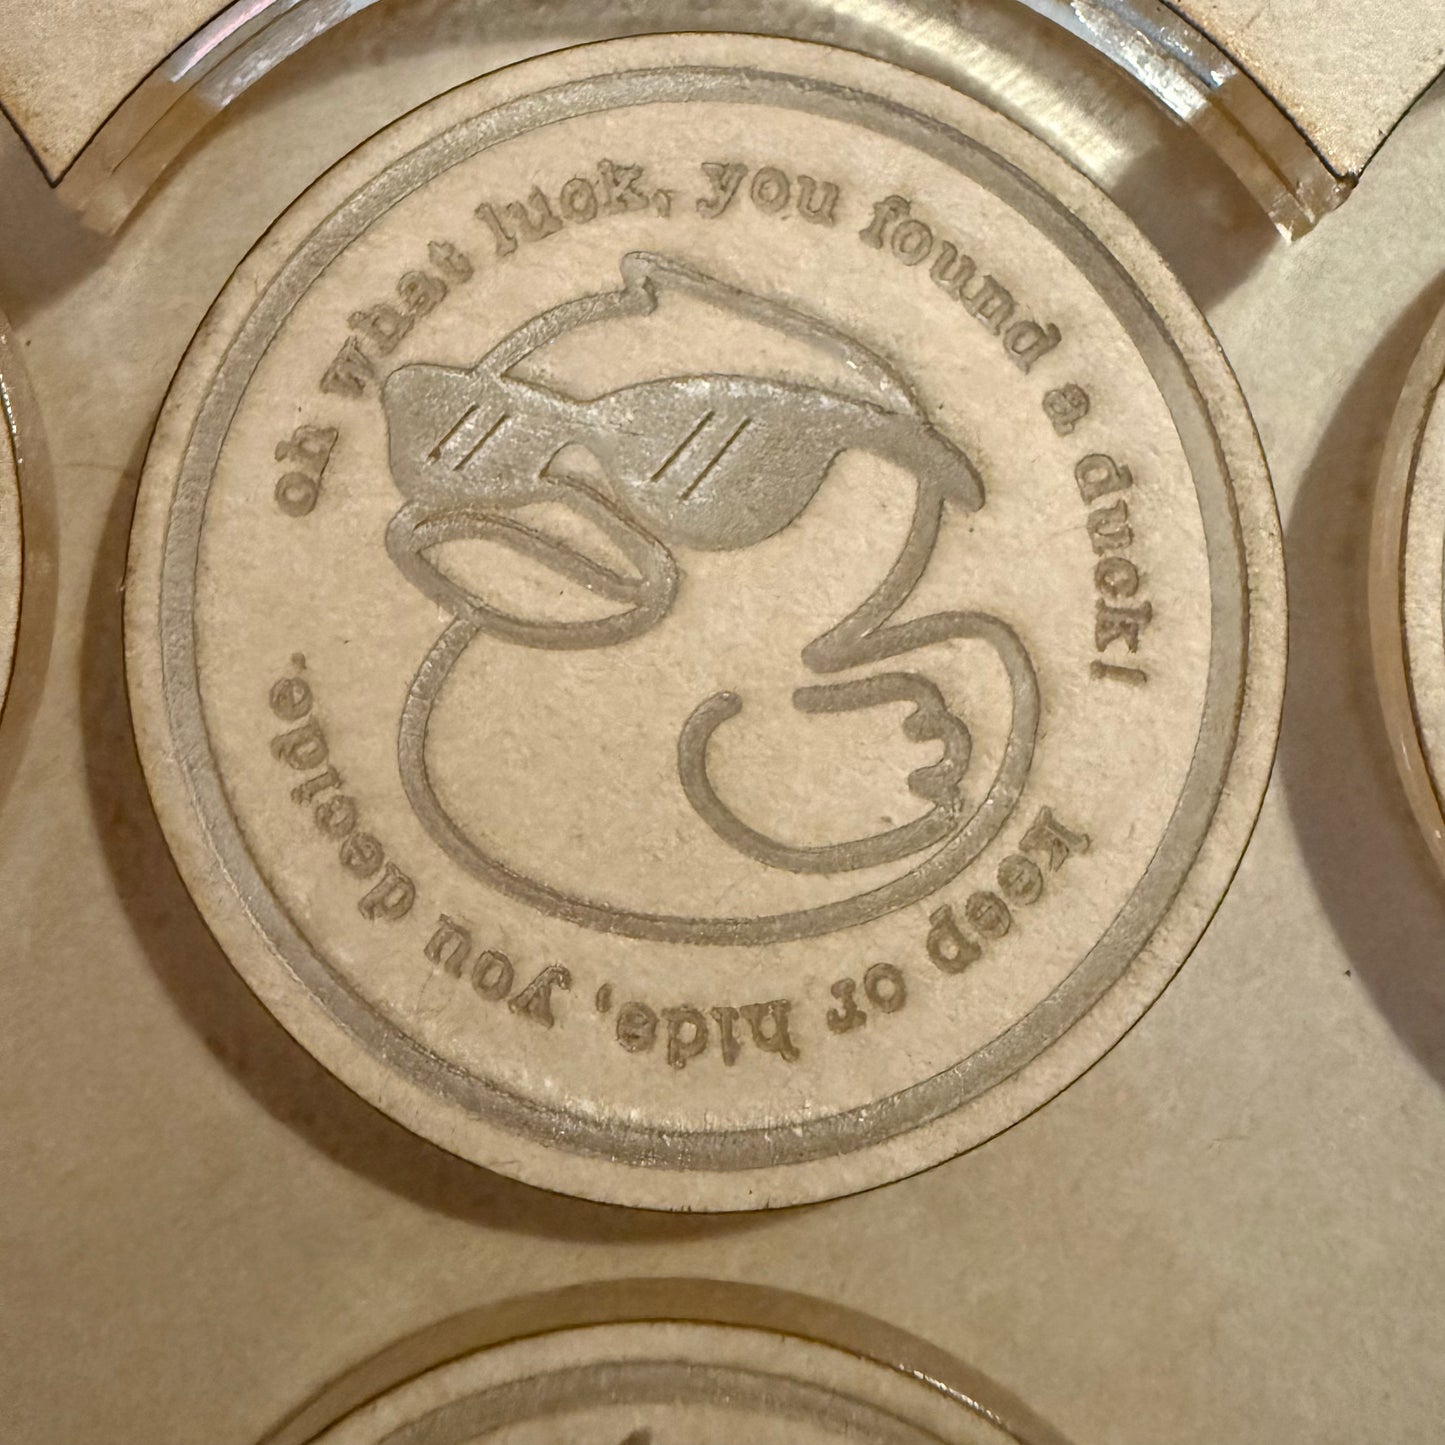 oh what luck, you found a duck!
keep or hide, you decide.